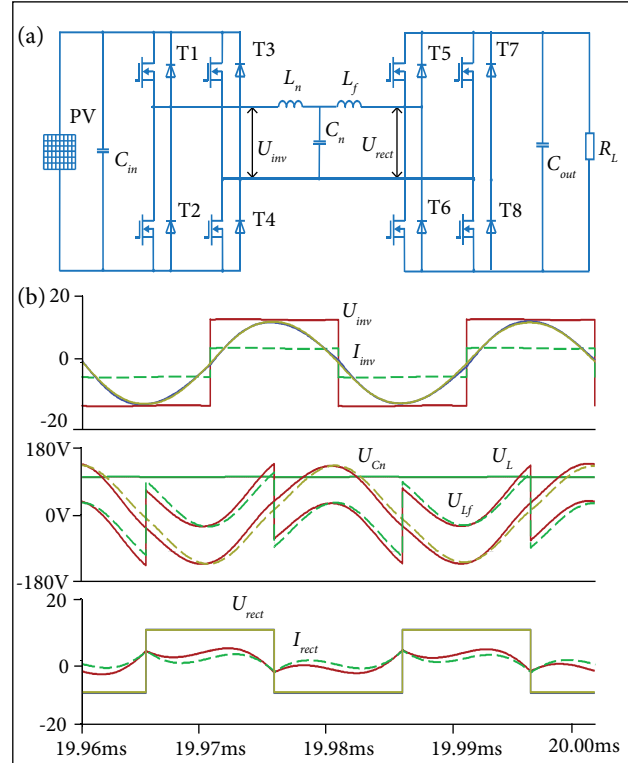 (a)
T1 T3 T5 T7
L_n L_f
PV
C_in U_inv C_n U_rect C_out R_L
T2 T4 T6 T8
(b)
20
U_inv
I_inv
0
-20
180V
U_Cn U_L
U_Lf
0V
-180V
20
U_rect
I_rect
0
-20
19.96ms 19.97ms 19.98ms 19.99ms 20.00ms